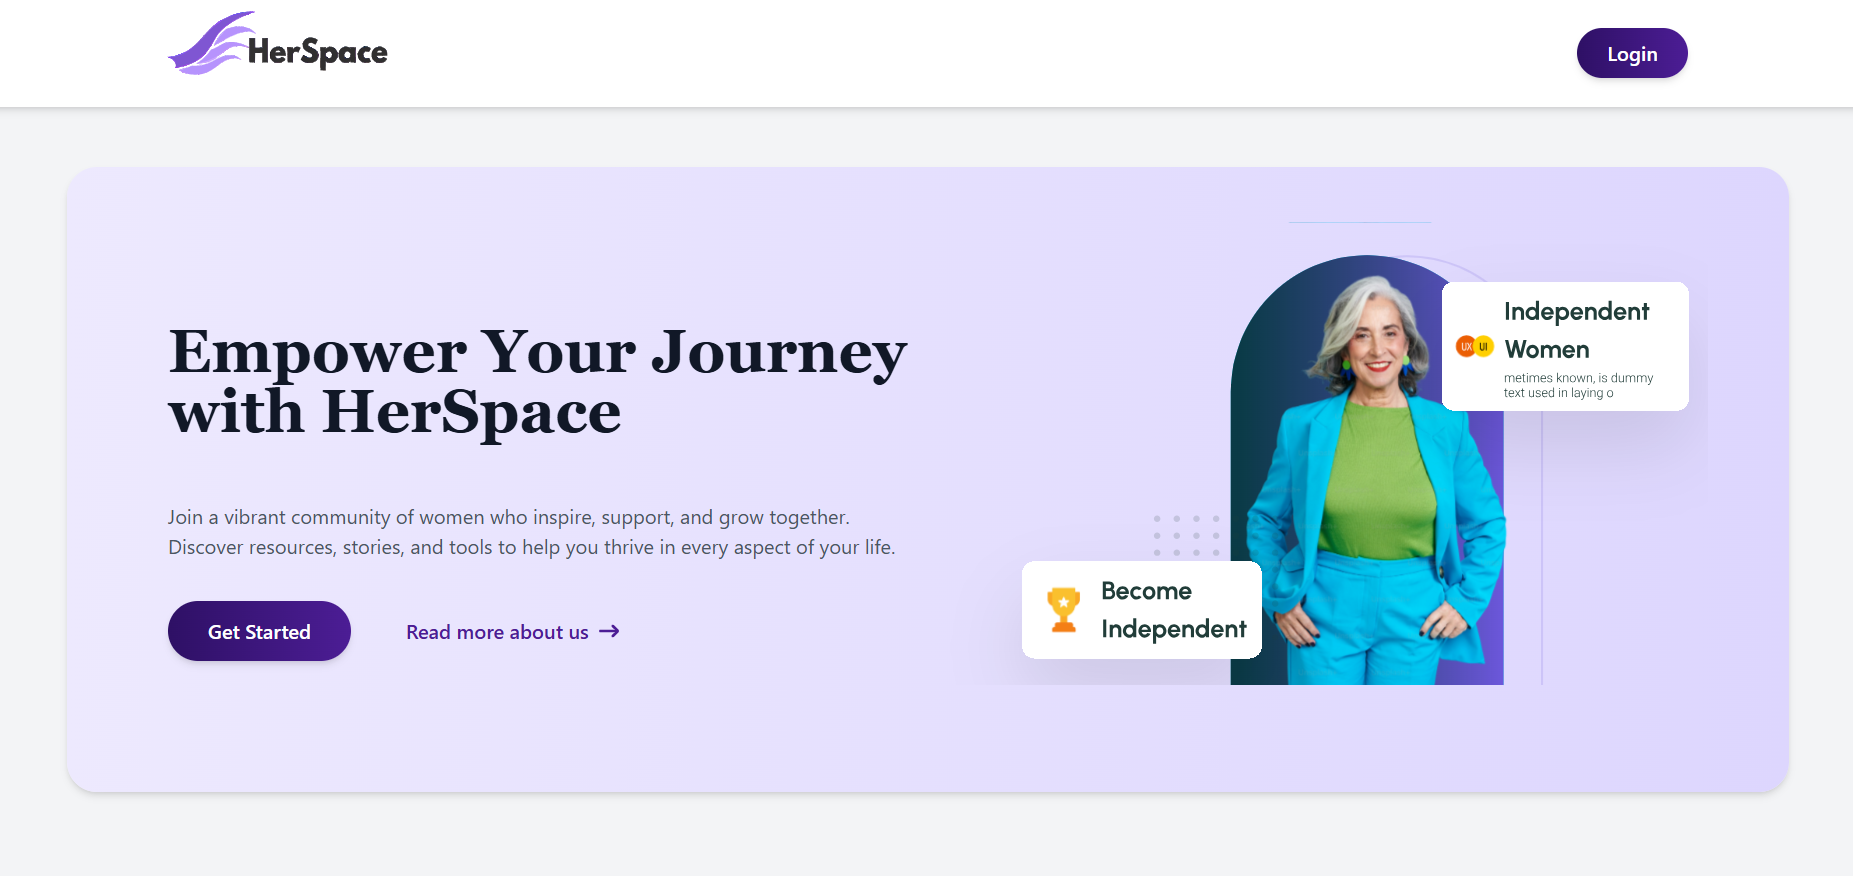 HerSpace
Login
Empower Your Journey
with HerSpace
Join a vibrant community of women who inspire, support, and grow together.
Discover resources, stories, and tools to help you thrive in every aspect of your life.
Get Started
Read more about us →
Independent
Women
UX UI
metimes known, is dummy
text used in laying o
Become
Independent